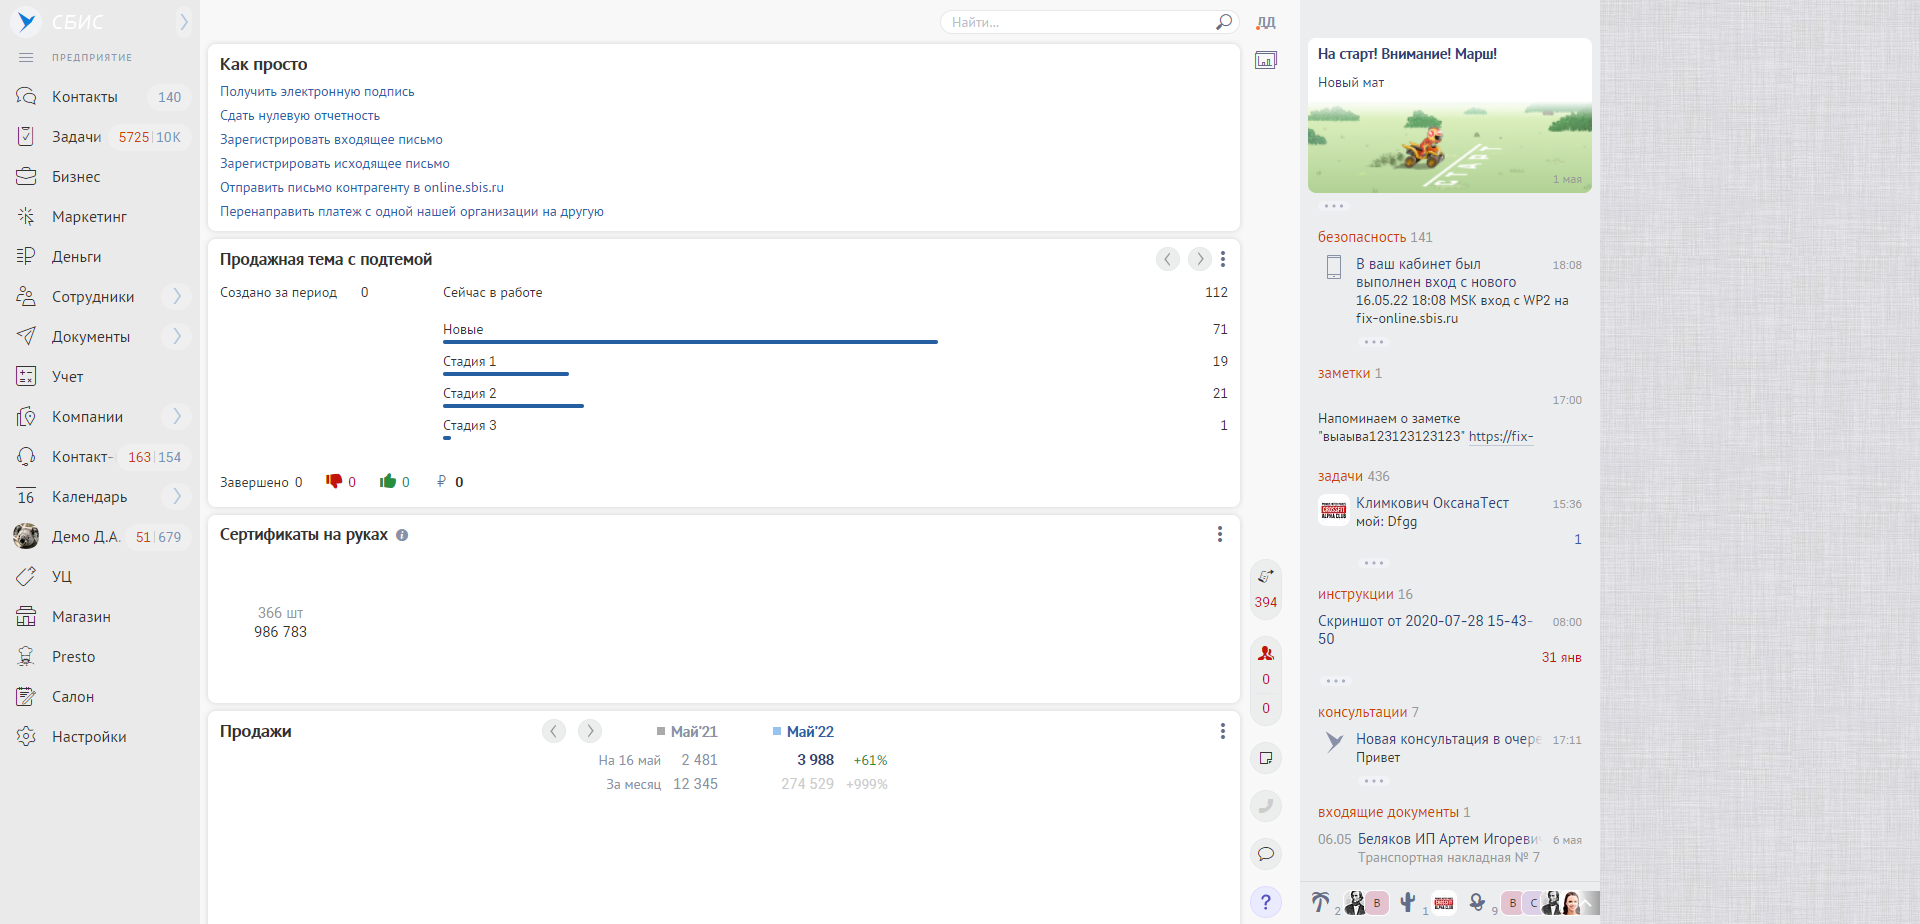 СБИС
ПРЕДПРИЯТИЕ
Контакты 140
Задачи 5725 10K
Бизнес
Маркетинг
Деньги
Сотрудники
Документы
Учет
Компании
Контакт- 163 154
16 Календарь
Демо Д.А. 51 679
УЦ
Магазин
Presto
Салон
Настройки
Найти...
ДД
Как просто
Получить электронную подпись
Сдать нулевую отчетность
Зарегистрировать входящее письмо
Зарегистрировать исходящее письмо
Отправить письмо контрагенту в online.sbis.ru
Перенаправить платеж с одной нашей организации на другую
Продажная тема с подтемой
Создано за период 0 Сейчас в работе 112
Новые 71
Стадия 1 19
Стадия 2 21
Стадия 3 1
Завершено 0 0 0 ₽ 0
Сертификаты на руках
366 шт
986 783
Продажи Май'21 Май'22
На 16 май 2 481 3 988 +61%
За месяц 12 345 274 529 +999%
394
0
0
?
На старт! Внимание! Марш!
Новый мат
СТАРТ
1 мая
безопасность 141
В ваш кабинет был 18:08
выполнен вход с нового
16.05.22 18:08 MSK вход с WP2 на
fix-online.sbis.ru
заметки 1
17:00
Напоминаем о заметке
"выаыва123123123123" https://fix-
задачи 436
CROSSFIT
ALPHA CLUB
Климкович ОксанаТест 15:36
мой: Dfgg
1
инструкции 16
Скриншот от 2020-07-28 15-43- 08:00
50
31 янв
консультации 7
Новая консультация в очере 17:11
Привет
входящие документы 1
06.05 Беляков ИП Артем Игореви 6 мая
Транспортная накладная № 7
2 В 1 CROSSFIT ALPHA CLUB 9 В С